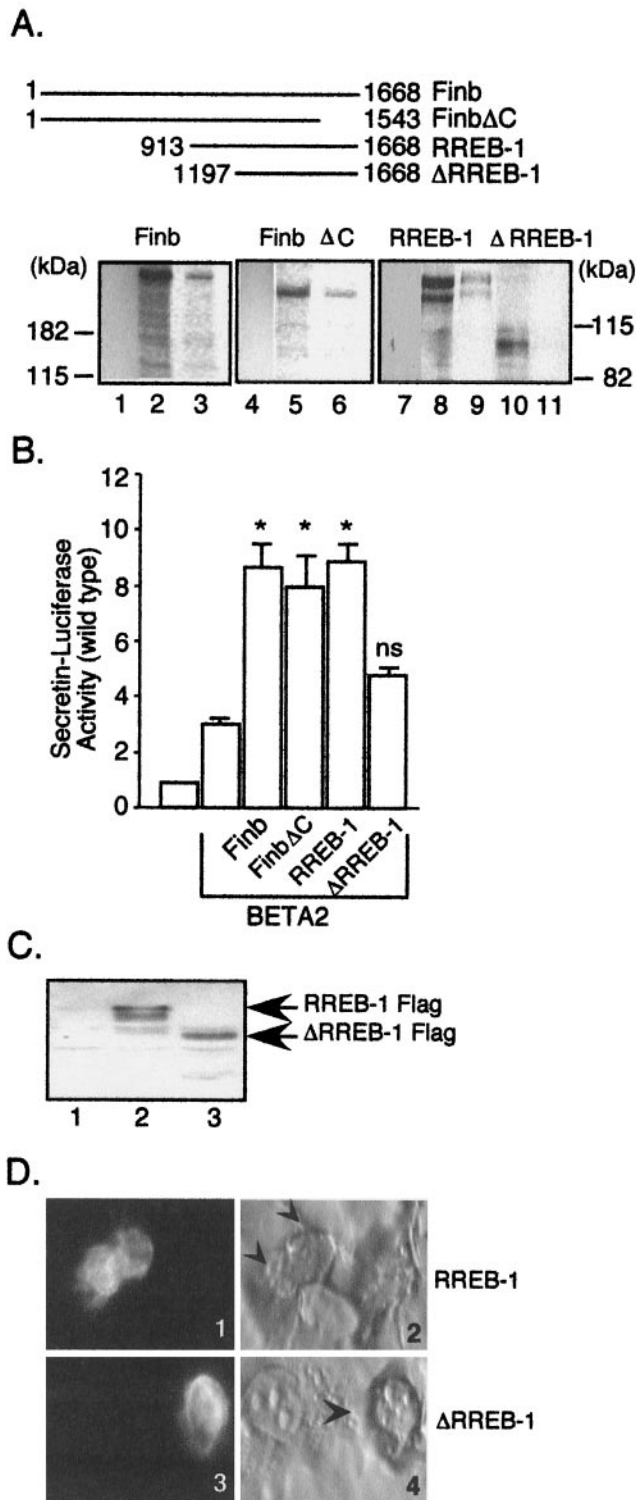 A.
1 1668 Finb
1 1543 FinbΔC
913 1668 RREB-1
1197 1668 ΔRREB-1
Finb Finb ΔC RREB-1 Δ RREB-1
(kDa) (kDa)
182 115
115 82
1 2 3 4 5 6 7 8 9 10 11
B.
Secretin-Luciferase
Activity (wild type)
12
10
8
6
4
2
0
* * * ns
Finb FinbΔC RREB-1 ΔRREB-1
BETA2
C.
RREB-1 Flag
ΔRREB-1 Flag
1 2 3
D.
1 2 RREB-1
3 4 ΔRREB-1